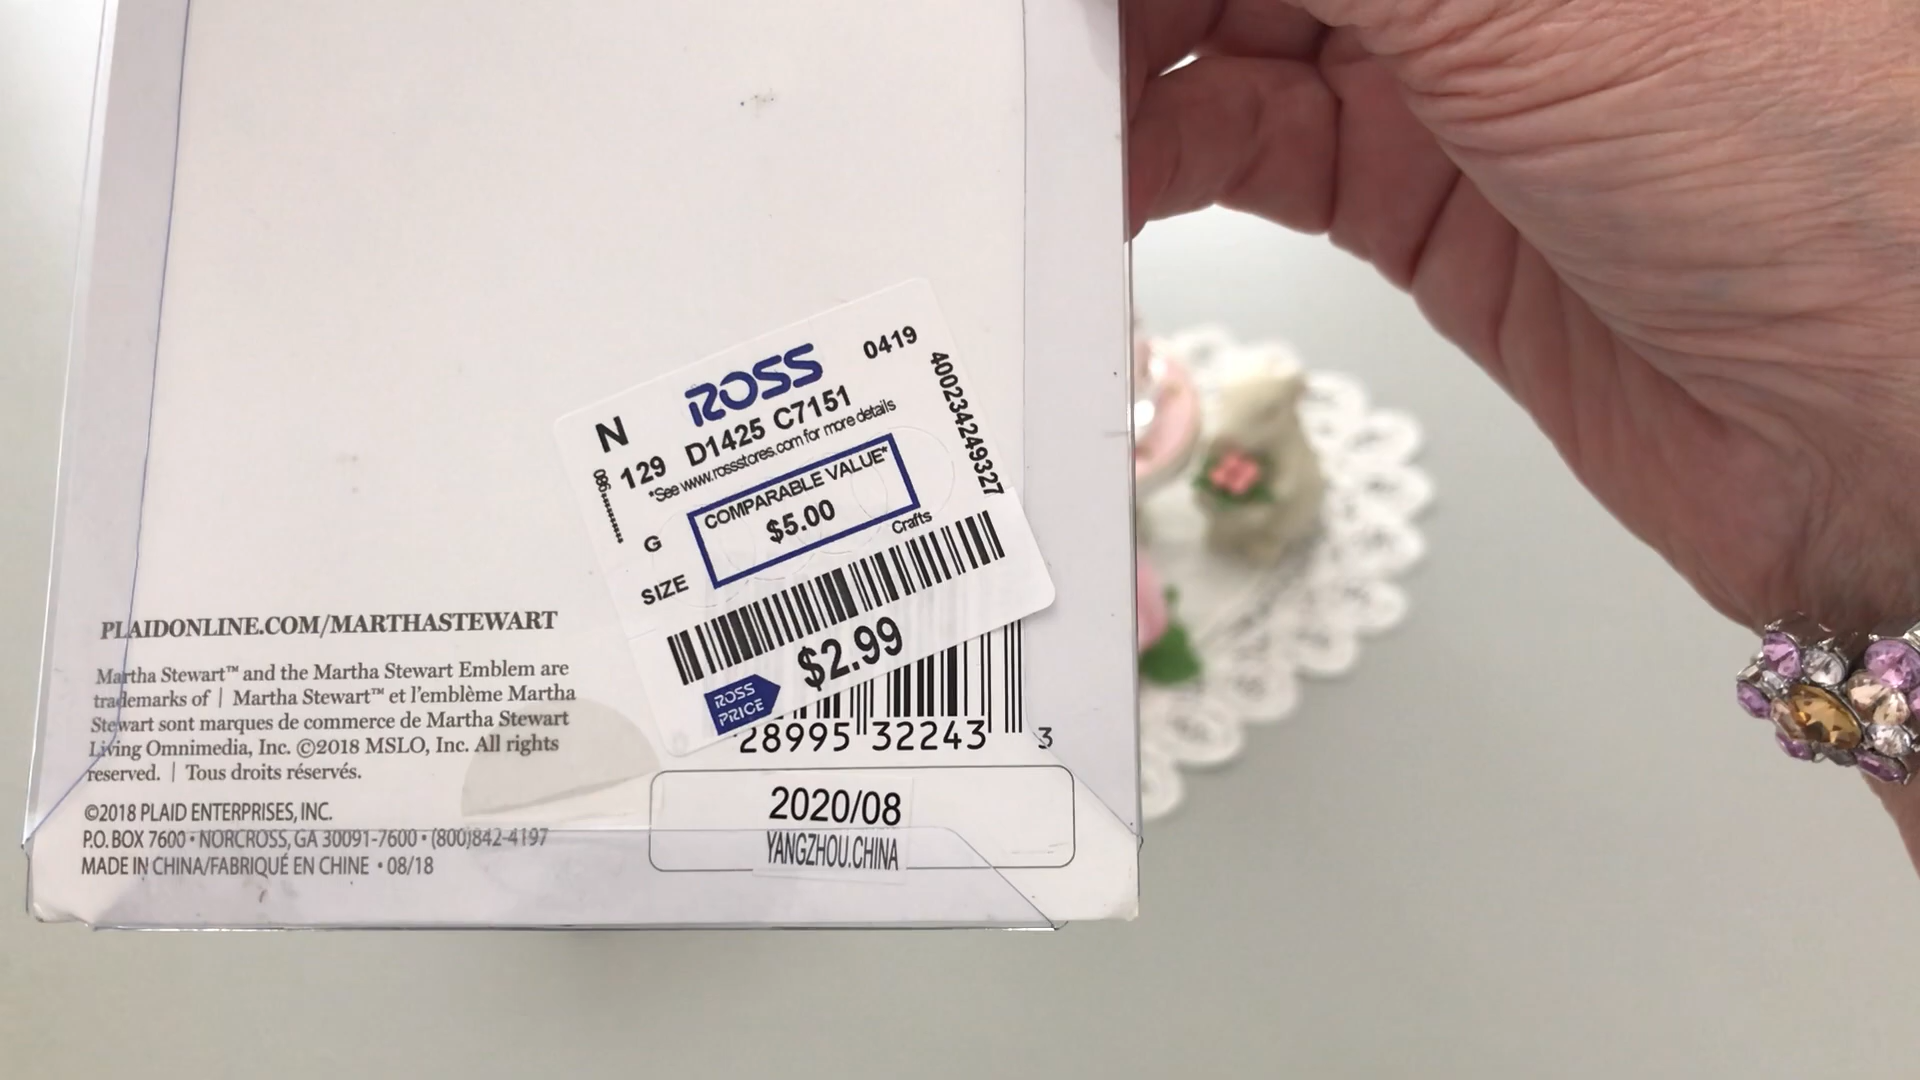 ROSS
0419
N
129 D1425 C7151
*See www.rossstores.com for more details
400234249327
COMPARABLE VALUE*
$5.00
G
Crafts
SIZE
$2.99
ROSS
PRICE
28995 32243 3
PLAIDONLINE.COM/MARTHASTEWART
Martha Stewart™ and the Martha Stewart Emblem are
trademarks of | Martha Stewart™ et l'emblème Martha
Stewart sont marques de commerce de Martha Stewart
Living Omnimedia, Inc. ©2018 MSLO, Inc. All rights
reserved. | Tous droits réservés.
©2018 PLAID ENTERPRISES, INC.
P.O. BOX 7600 • NORCROSS, GA 30091-7600 • (800)842-4197
MADE IN CHINA/FABRIQUÉ EN CHINE • 08/18
2020/08
YANGZHOU.CHINA